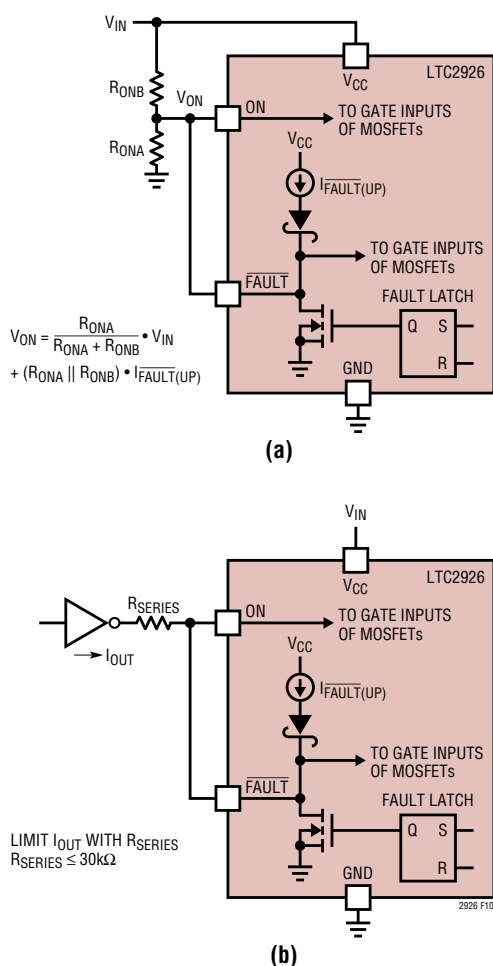 VIN
LTC2926
VCC
RONB
VON
ON
TO GATE INPUTS
OF MOSFETs
RONA
VCC
IFAULT(UP)
TO GATE INPUTS
OF MOSFETs
FAULT
FAULT LATCH
Q S
R
VON = RONA / RONA + RONB • VIN
+ (RONA || RONB) • IFAULT(UP)
GND
(a)
VIN
LTC2926
VCC
RSERIES
ON
TO GATE INPUTS
OF MOSFETs
IOUT
VCC
IFAULT(UP)
TO GATE INPUTS
OF MOSFETs
FAULT
FAULT LATCH
Q S
R
LIMIT IOUT WITH RSERIES
RSERIES ≤ 30kΩ
GND
2926 F10
(b)